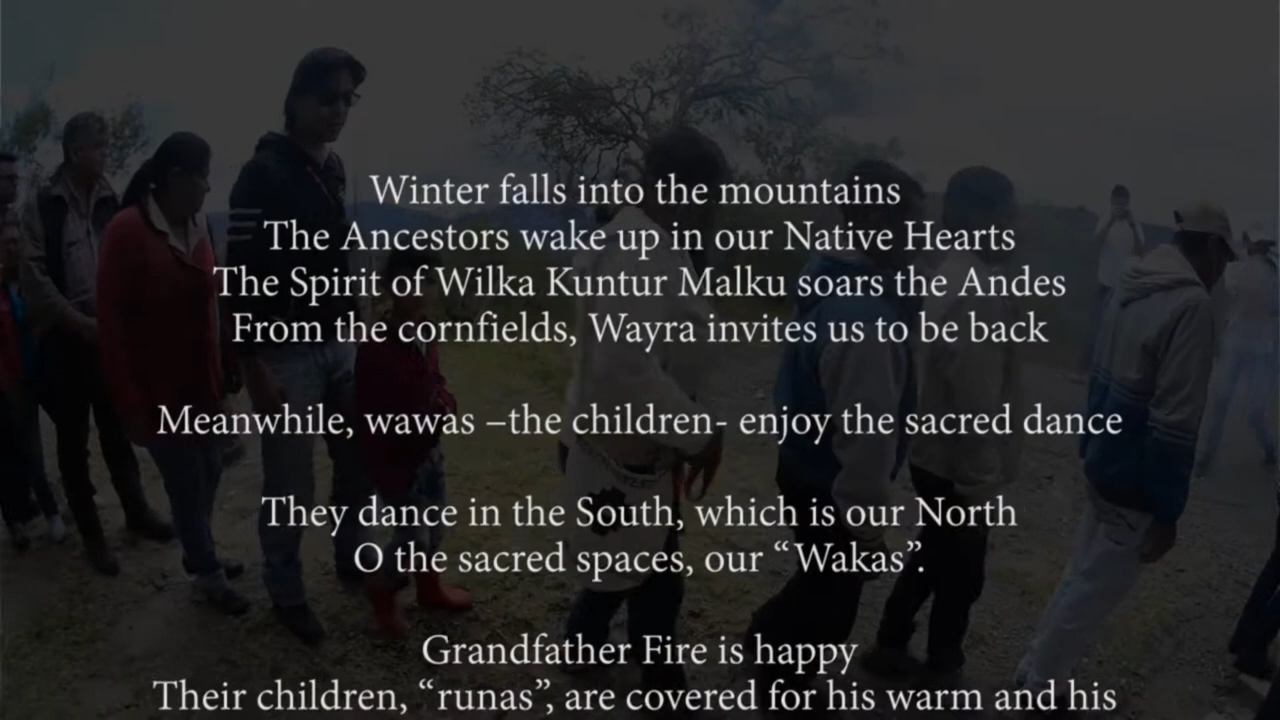 Winter falls into the mountains
The Ancestors wake up in our Native Hearts
The Spirit of Wilka Kuntur Malku soars the Andes
From the cornfields, Wayra invites us to be back
Meanwhile, wawas –the children- enjoy the sacred dance
They dance in the South, which is our North
O the sacred spaces, our “Wakas”.
Grandfather Fire is happy
Their children, “runas”, are covered for his warm and his